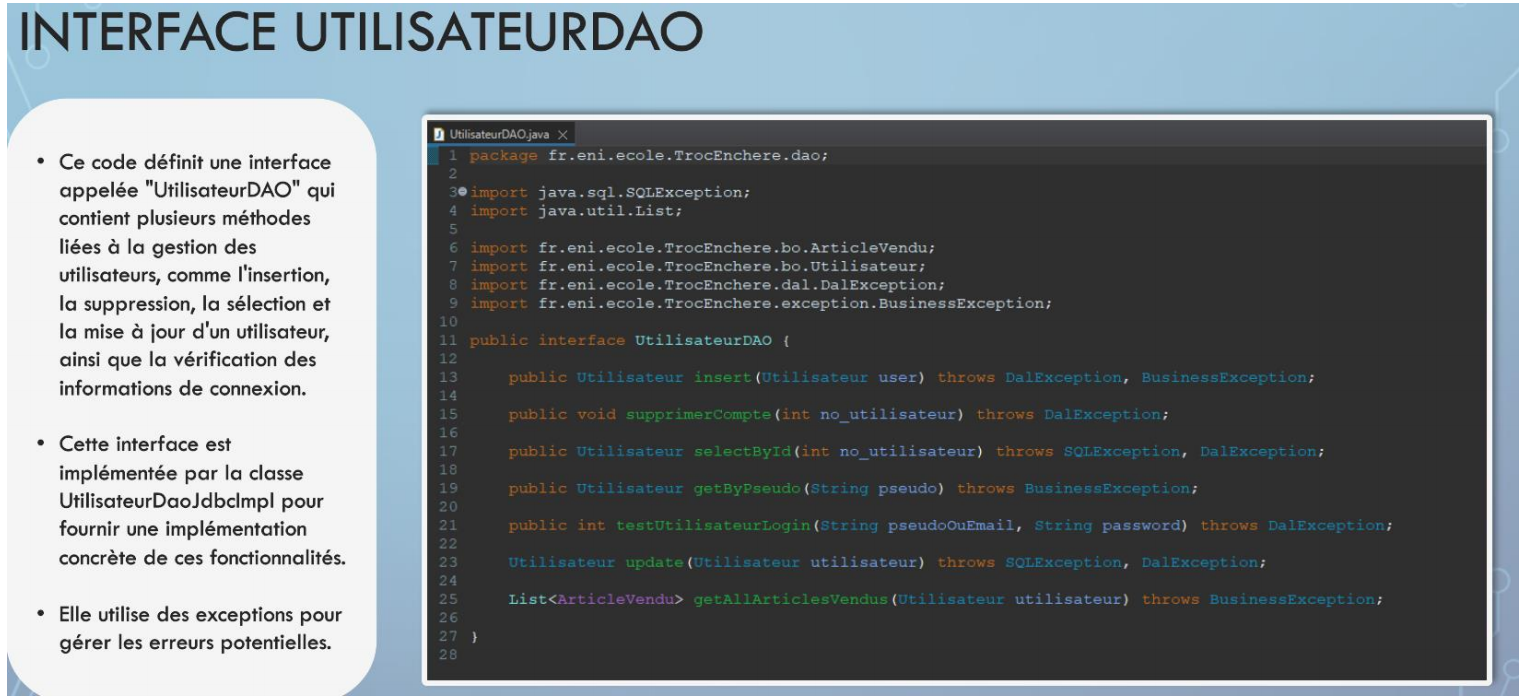 INTERFACE UTILISATEURDAO
• Ce code définit une interface
appelée "UtilisateurDAO" qui
contient plusieurs méthodes
liées à la gestion des
utilisateurs, comme l'insertion,
la suppression, la sélection et
la mise à jour d'un utilisateur,
ainsi que la vérification des
informations de connexion.
• Cette interface est
implémentée par la classe
UtilisateurDaoJdbcImpl pour
fournir une implémentation
concrète de ces fonctionnalités.
• Elle utilise des exceptions pour
gérer les erreurs potentielles.
UtilisateurDAO.java
1 package fr.eni.ecole.TrocEnchere.dao;
2
3 import java.sql.SQLException;
4 import java.util.List;
5
6 import fr.eni.ecole.TrocEnchere.bo.ArticleVendu;
7 import fr.eni.ecole.TrocEnchere.bo.Utilisateur;
8 import fr.eni.ecole.TrocEnchere.dal.DalException;
9 import fr.eni.ecole.TrocEnchere.exception.BusinessException;
10
11 public interface UtilisateurDAO {
12
13 public Utilisateur insert(Utilisateur user) throws DalException, BusinessException;
14
15 public void supprimerCompte(int no_utilisateur) throws DalException;
16
17 public Utilisateur selectById(int no_utilisateur) throws SQLException, DalException;
18
19 public Utilisateur getByPseudo(String pseudo) throws BusinessException;
20
21 public int testUtilisateurLogin(String pseudoOuEmail, String password) throws DalException;
22
23 Utilisateur update(Utilisateur utilisateur) throws SQLException, DalException;
24
25 List<ArticleVendu> getAllArticlesVendus(Utilisateur utilisateur) throws BusinessException;
26
27 }
28